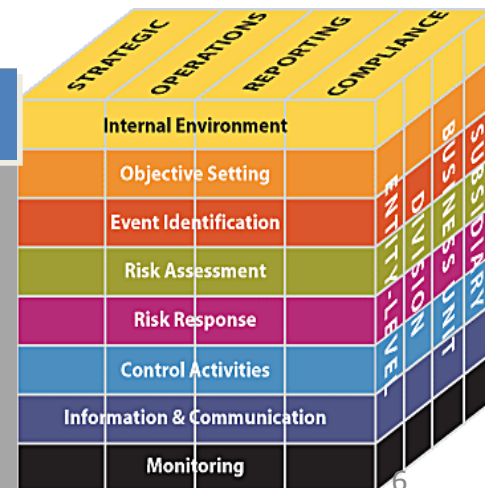 STRATEGIC
OPERATIONS
REPORTING
COMPLIANCE
Internal Environment
Objective Setting
Event Identification
Risk Assessment
Risk Response
Control Activities
Information & Communication
Monitoring
ENTITY-LEVEL
DIVISION
BUSINESS UNIT
SUBSIDIARY
6